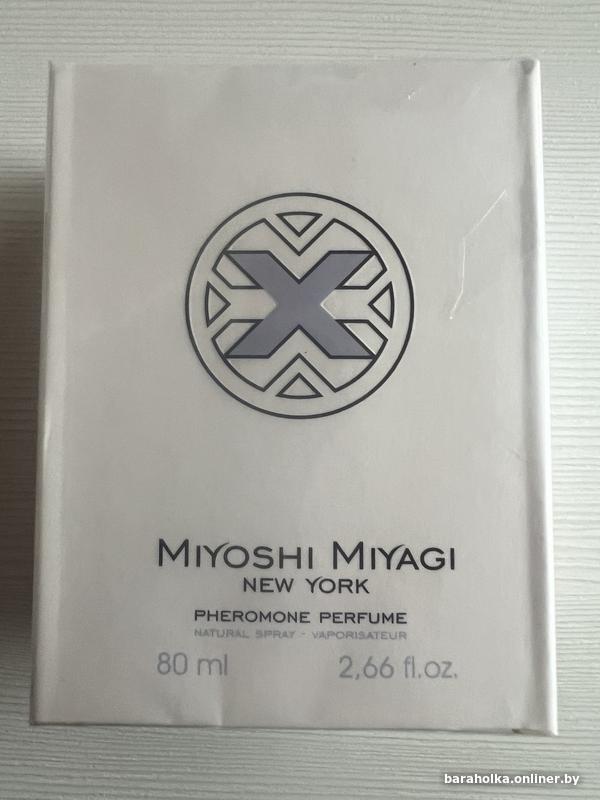 X
MIYOSHI MIYAGI
NEW YORK
PHEROMONE PERFUME
NATURAL SPRAY - VAPORISATEUR
80 ml 2,66 fl.oz.
baraholka.onliner.by